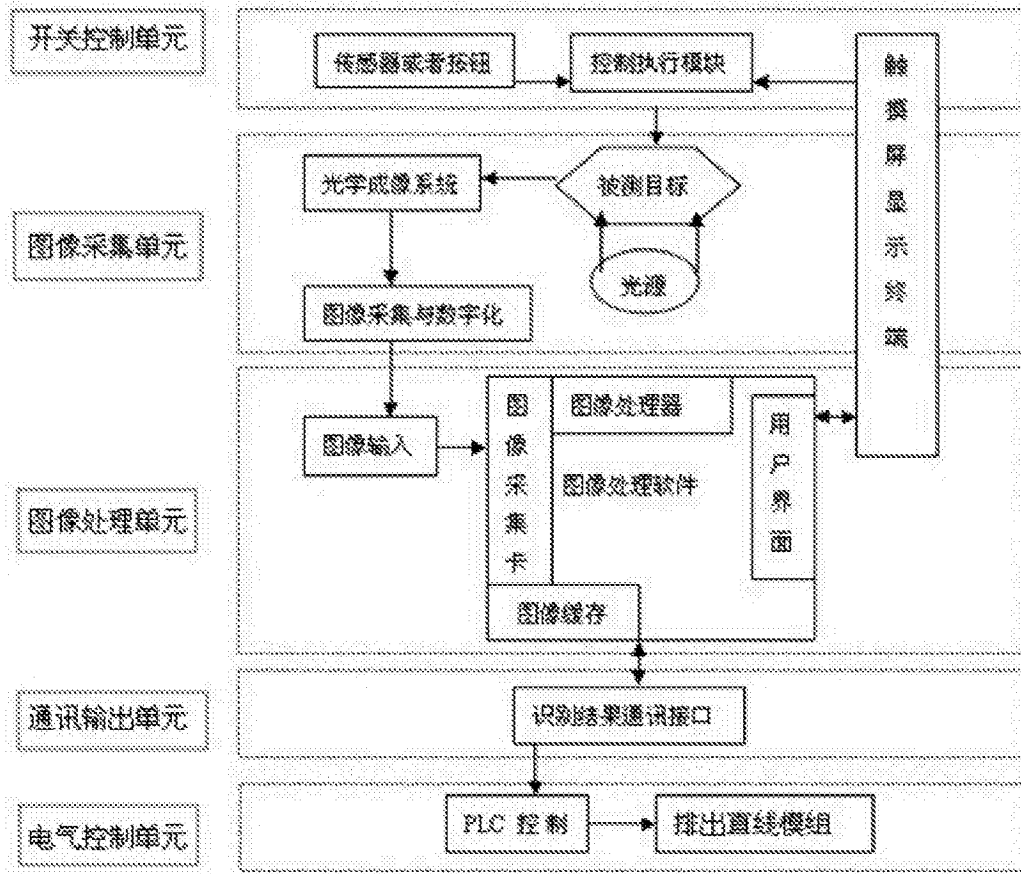 开关控制单元
传感器或者按钮
控制执行模块
触摸屏显示终端
图像采集单元
光学成像系统
被测目标
光源
图像采集与数字化
图像处理单元
图像输入
图像采集卡
图像处理器
图像处理软件
用户界面
图像缓存
通讯输出单元
识别结果通讯接口
电气控制单元
PLC 控制
排出直线模组